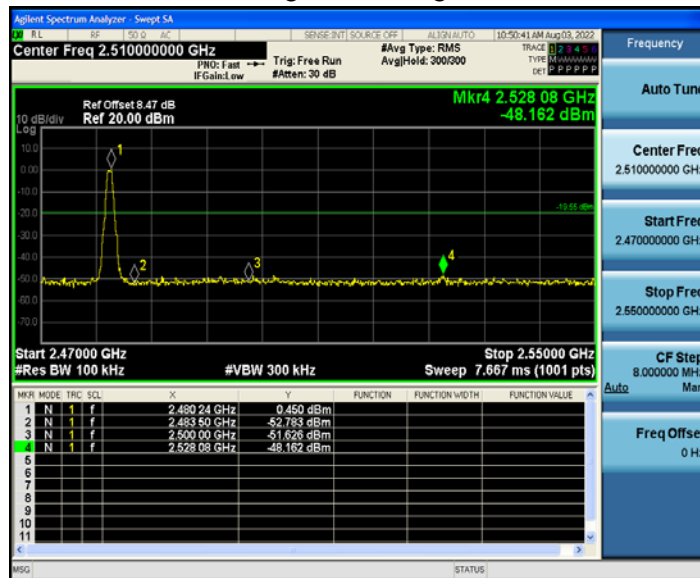 Agilent Spectrum Analyzer - Swept SA
RL RF 50 Ω AC SENSE:INT SOURCE OFF ALIGN AUTO 10:50:41 AM Aug 03, 2022
Center Freq 2.510000000 GHz
PNO: Fast
IFGain:Low
Trig: Free Run
#Atten: 30 dB
#Avg Type: RMS
Avg|Hold: 300/300
TRACE 1 2 3 4 5 6
TYPE MWWWWW
DET P P P P P P
Ref Offset 8.47 dB
10 dB/div Ref 20.00 dBm
Log
Mkr4 2.528 08 GHz
-48.162 dBm
10.0
0.00
-10.0
-20.0
-30.0
-40.0
-50.0
-60.0
-70.0
1
2
3
4
-19.55 dBm
Start 2.47000 GHz Stop 2.55000 GHz
#Res BW 100 kHz #VBW 300 kHz Sweep 7.667 ms (1001 pts)
MKR MODE TRC SCL X Y FUNCTION FUNCTION WIDTH FUNCTION VALUE
1 N 1 f 2.480 24 GHz 0.450 dBm
2 N 1 f 2.483 50 GHz -52.783 dBm
3 N 1 f 2.500 00 GHz -51.626 dBm
4 N 1 f 2.528 08 GHz -48.162 dBm
5
6
7
8
9
10
11
MSG STATUS
Frequency
Auto Tune
Center Freq
2.510000000 GHz
Start Freq
2.470000000 GHz
Stop Freq
2.550000000 GHz
CF Step
8.000000 MHz
Auto Man
Freq Offset
0 Hz